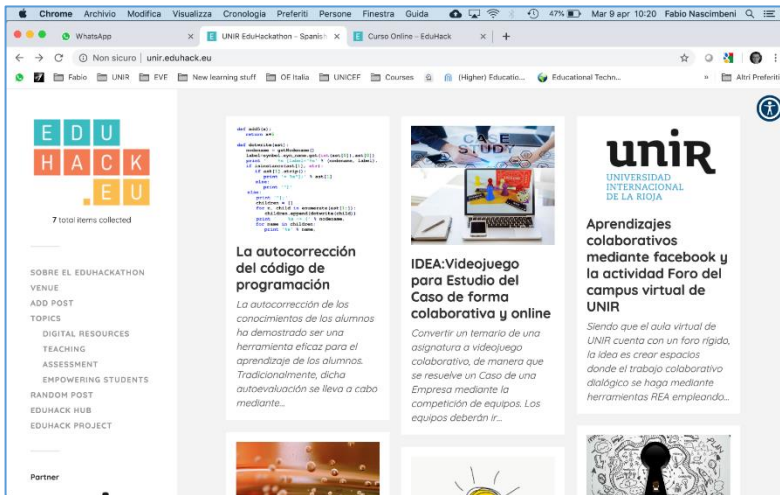 Chrome Archivio Modifica Visualizza Cronologia Preferiti Persone Finestra Guida 47% Mar 9 apr 10:20 Fabio Nascimbeni
WhatsApp
UNIR EduHackathon - Spanish
Curso Online – EduHack
Non sicuro | unir.eduhack.eu
Fabio UNIR EVE New learning stuff OE Italia UNICEF Courses (Higher) Educatio... Educational Techn... » Altri Preferiti
EDU
HACK
.EU
7 total items collected
SOBRE EL EDUHACKATHON
VENUE
ADD POST
TOPICS
DIGITAL RESOURCES
TEACHING
ASSESSMENT
EMPOWERING STUDENTS
RANDOM POST
EDUHACK HUB
EDUHACK PROJECT
Partner
La autocorrección
del código de
programación
La autocorrección de los
conocimientos de los alumnos
ha demostrado ser una
herramienta eficaz para el
aprendizaje de los alumnos.
Tradicionalmente, dicha
autoevaluación se lleva a cabo
mediante...
CASE
STUDY
IDEA:Videojuego
para Estudio del
Caso de forma
colaborativa y online
Convertir un temario de una
asignatura a videojuego
colaborativo, de manera que
se resuelve un Caso de una
Empresa mediante la
competición de equipos. Los
equipos deberán ir...
unir
UNIVERSIDAD
INTERNACIONAL
DE LA RIOJA
Aprendizajes
colaborativos
mediante facebook y
la actividad Foro del
campus virtual de
UNIR
Siendo que el aula virtual de
UNIR cuenta con un foro rígido,
la idea es crear espacios
donde el trabajo colaborativo
dialógico se haga mediante
herramientas REA empleando...